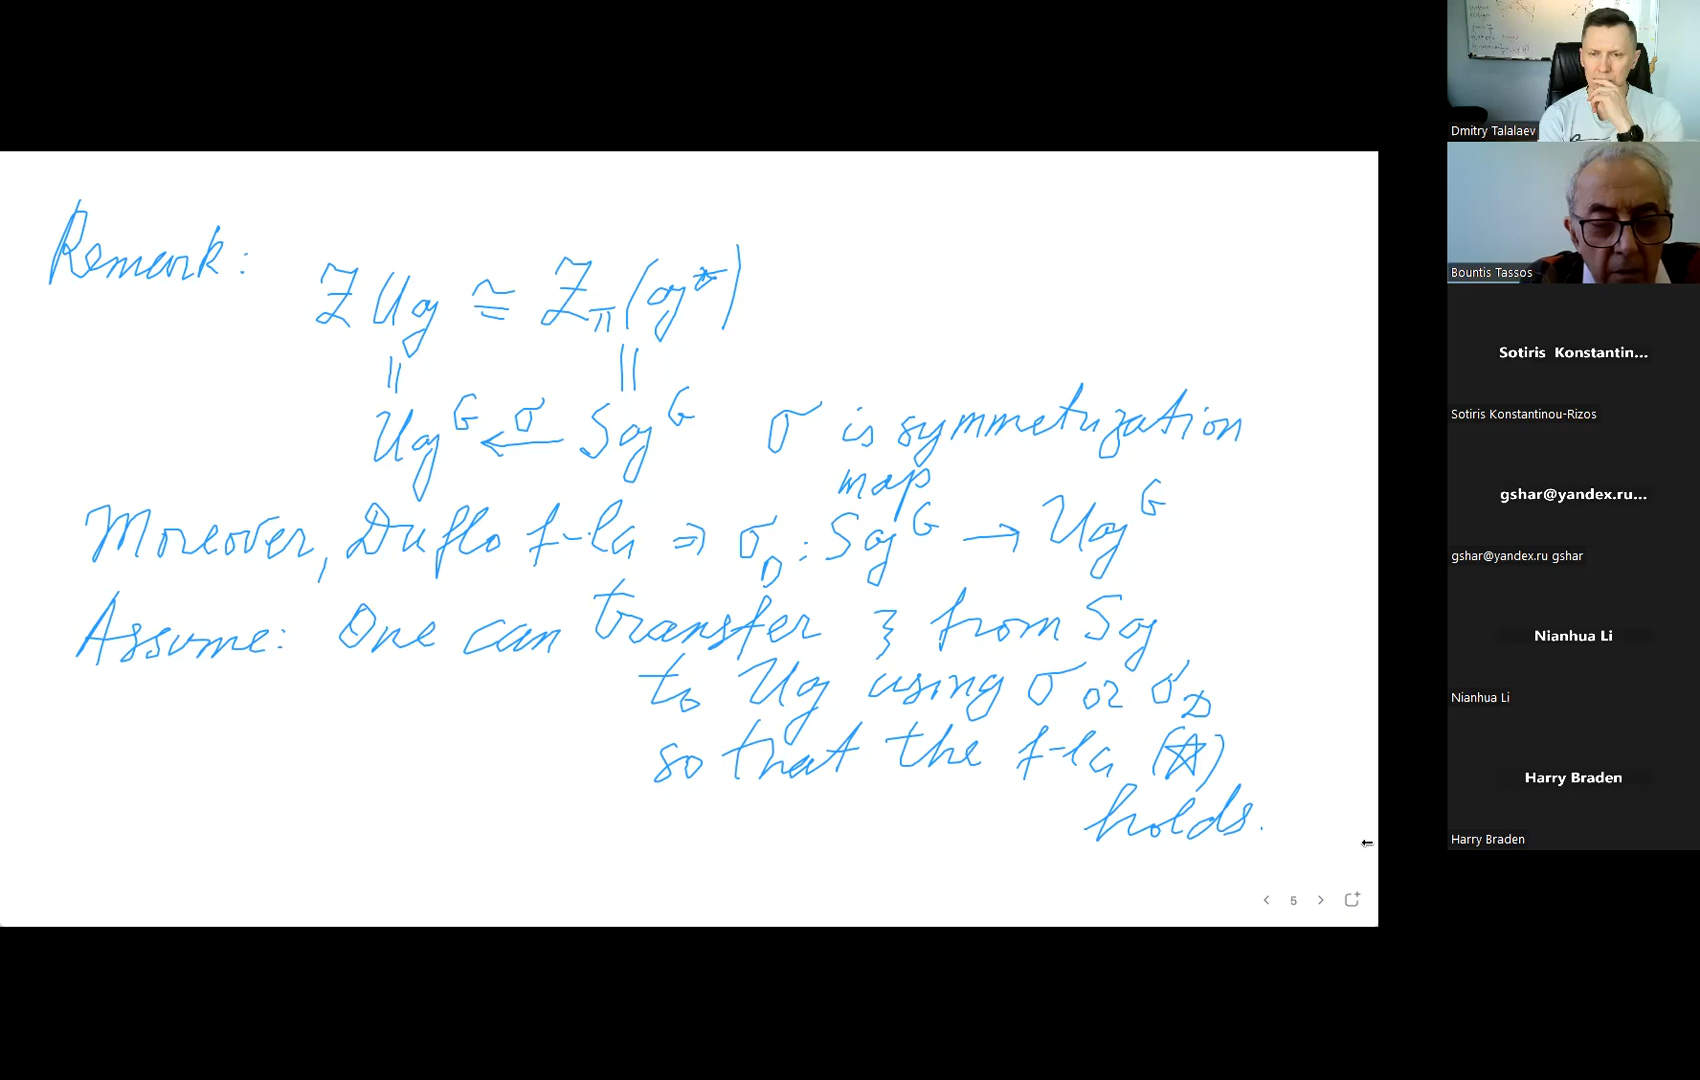 Remark:
ZU𝔤 ≅ Z_π(𝔤*)
|| ||
U𝔤^G ←σ S𝔤^G σ is symmetrization
map
Moreover, Duflo f-la ⇒ σ_D : S𝔤^G → U𝔤^G
Assume: One can transfer ξ from S𝔤
to U𝔤 using σ or σ_D
so that the f-la (☆)
holds.
5
Dmitry Talalaev
Bountis Tassos
Sotiris Konstantin...
Sotiris Konstantinou-Rizos
gshar@yandex.ru...
gshar@yandex.ru gshar
Nianhua Li
Nianhua Li
Harry Braden
Harry Braden